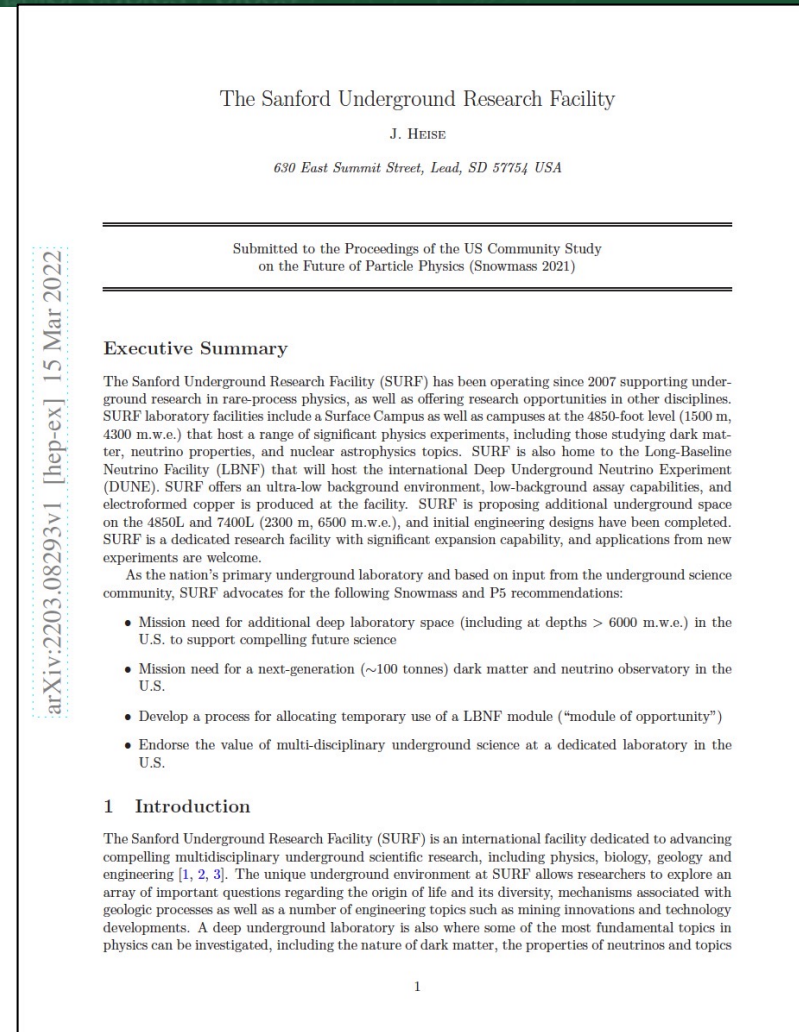 The Sanford Underground Research Facility
J. Heise
630 East Summit Street, Lead, SD 57754 USA
Submitted to the Proceedings of the US Community Study
on the Future of Particle Physics (Snowmass 2021)
arXiv:2203.08293v1 [hep-ex] 15 Mar 2022
Executive Summary
The Sanford Underground Research Facility (SURF) has been operating since 2007 supporting under-
ground research in rare-process physics, as well as offering research opportunities in other disciplines.
SURF laboratory facilities include a Surface Campus as well as campuses at the 4850-foot level (1500 m,
4300 m.w.e.) that host a range of significant physics experiments, including those studying dark mat-
ter, neutrino properties, and nuclear astrophysics topics. SURF is also home to the Long-Baseline
Neutrino Facility (LBNF) that will host the international Deep Underground Neutrino Experiment
(DUNE). SURF offers an ultra-low background environment, low-background assay capabilities, and
electroformed copper is produced at the facility. SURF is proposing additional underground space
on the 4850L and 7400L (2300 m, 6500 m.w.e.), and initial engineering designs have been completed.
SURF is a dedicated research facility with significant expansion capability, and applications from new
experiments are welcome.
As the nation's primary underground laboratory and based on input from the underground science
community, SURF advocates for the following Snowmass and P5 recommendations:
• Mission need for additional deep laboratory space (including at depths > 6000 m.w.e.) in the
U.S. to support compelling future science
• Mission need for a next-generation (∼100 tonnes) dark matter and neutrino observatory in the
U.S.
• Develop a process for allocating temporary use of a LBNF module ("module of opportunity")
• Endorse the value of multi-disciplinary underground science at a dedicated laboratory in the
U.S.
1 Introduction
The Sanford Underground Research Facility (SURF) is an international facility dedicated to advancing
compelling multidisciplinary underground scientific research, including physics, biology, geology and
engineering [1, 2, 3]. The unique underground environment at SURF allows researchers to explore an
array of important questions regarding the origin of life and its diversity, mechanisms associated with
geologic processes as well as a number of engineering topics such as mining innovations and technology
developments. A deep underground laboratory is also where some of the most fundamental topics in
physics can be investigated, including the nature of dark matter, the properties of neutrinos and topics
1